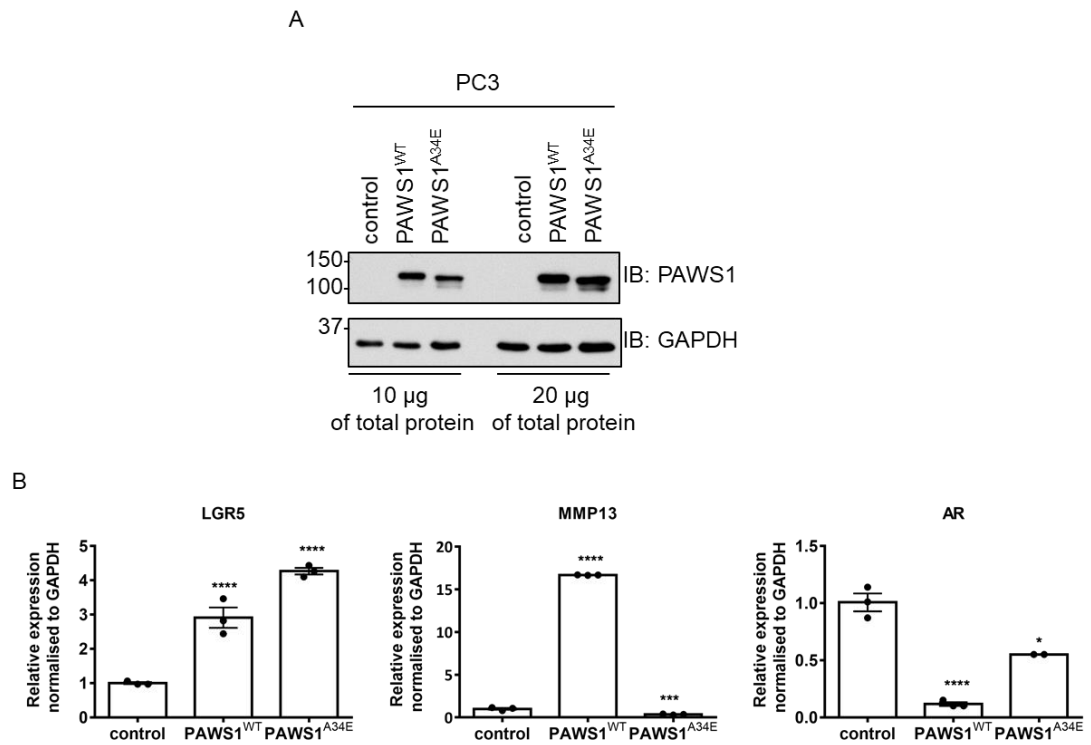 A
PC3
control
PAWS1WT
PAWS1A34E
control
PAWS1WT
PAWS1A34E
150
100
IB: PAWS1
37
IB: GAPDH
10 µg
of total protein
20 µg
of total protein
B
LGR5
Relative expression
normalised to GAPDH
5
4
3
2
1
0
****
****
control PAWS1WT PAWS1A34E
MMP13
Relative expression
normalised to GAPDH
20
15
10
5
0
****
***
control PAWS1WT PAWS1A34E
AR
Relative expression
normalised to GAPDH
1.5
1.0
0.5
0.0
****
*
control PAWS1WT PAWS1A34E